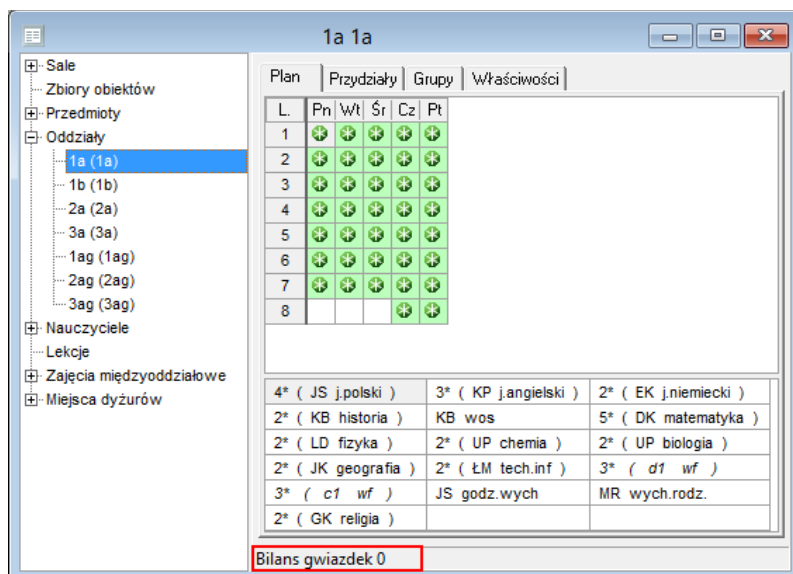 1a 1a
Sale
Zbiory obiektów
Przedmioty
Oddziały
1a (1a)
1b (1b)
2a (2a)
3a (3a)
1ag (1ag)
2ag (2ag)
3ag (3ag)
Nauczyciele
Lekcje
Zajęcia międzyoddziałowe
Miejsca dyżurów
Plan Przydziały Grupy Właściwości
L. Pn Wt Śr Cz Pt
1
2
3
4
5
6
7
8
4* ( JS j.polski ) 3* ( KP j.angielski ) 2* ( EK j.niemiecki )
2* ( KB historia ) KB wos 5* ( DK matematyka )
2* ( LD fizyka ) 2* ( UP chemia ) 2* ( UP biologia )
2* ( JK geografia ) 2* ( ŁM tech.inf ) 3* ( d1 wf )
3* ( c1 wf ) JS godz.wych MR wych.rodz.
2* ( GK religia )
Bilans gwiazdek 0